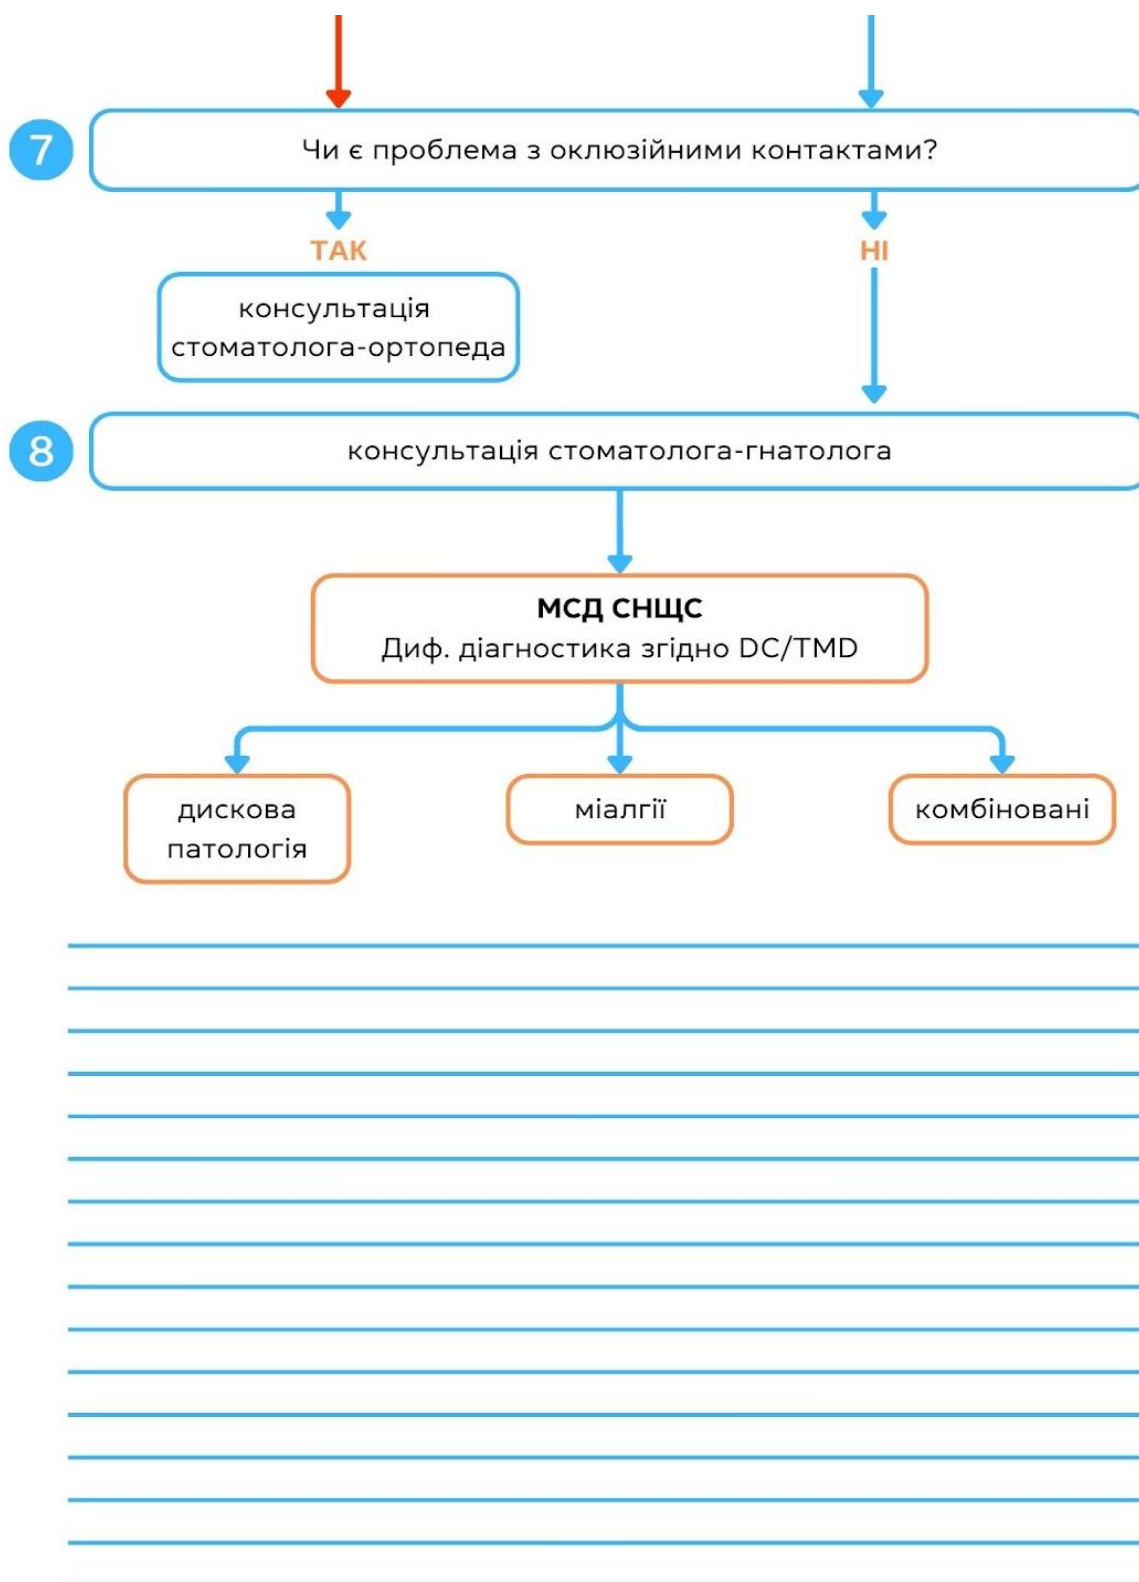 7
Чи є проблема з оклюзійними контактами?
ТАК
НІ
консультація
стоматолога-ортопеда
8
консультація стоматолога-гнатолога
МСД СНЩС
Диф. діагностика згідно DC/TMD
дискова
патологія
міалгії
комбіновані